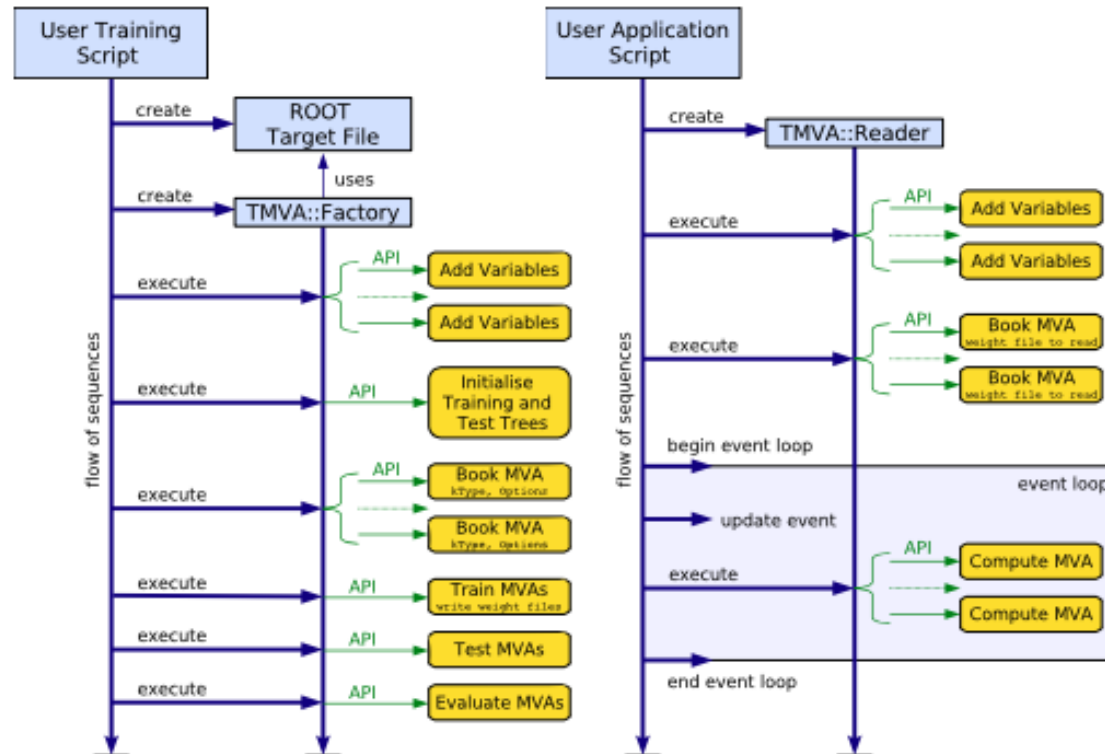 User Training
Script
create
ROOT
Target File
uses
create
TMVA::Factory
execute
API
Add Variables
Add Variables
execute
API
Initialise
Training and
Test Trees
flow of sequences
execute
API
Book MVA
kType, Options
Book MVA
kType, Options
execute
API
Train MVAs
write weight files
execute
API
Test MVAs
execute
API
Evaluate MVAs
User Application
Script
create
TMVA::Reader
execute
API
Add Variables
Add Variables
execute
API
Book MVA
weight file to read
Book MVA
weight file to read
flow of sequences
begin event loop
event loop
update event
execute
API
Compute MVA
Compute MVA
end event loop